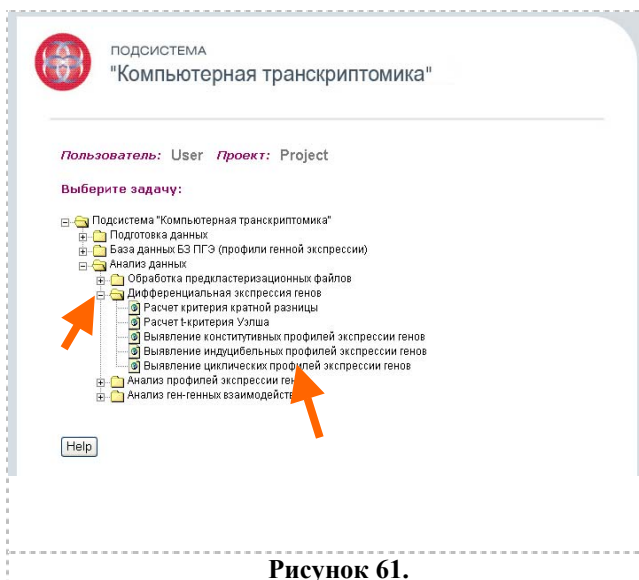 ПОДСИСТЕМА
"Компьютерная транскриптомика"
Пользователь: User Проект: Project
Выберите задачу:
Подсистема "Компьютерная транскриптомика"
Подготовка данных
База данных БЗ ПГЭ (профили генной экспрессии)
Анализ данных
Обработка предкластеризационных файлов
Дифференциальная экспрессия генов
Расчет критерия кратной разницы
Расчет t-критерия Уэлша
Выявление конститутивных профилей экспрессии генов
Выявление индуцибельных профилей экспрессии генов
Выявление циклических профилей экспрессии генов
Анализ профилей экспрессии
Анализ ген-генных
Help
Рисунок 61.